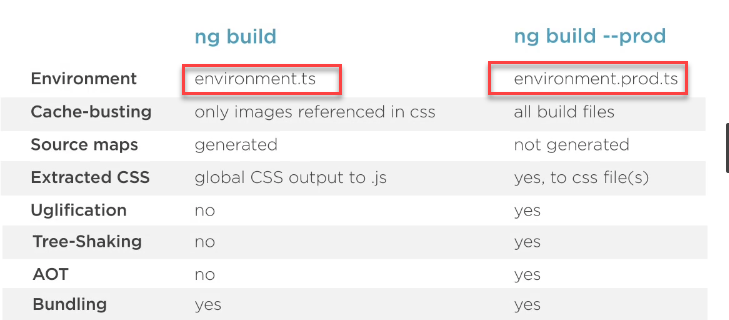 ng build ng build --prod
Environment environment.ts environment.prod.ts
Cache-busting only images referenced in css all build files
Source maps generated not generated
Extracted CSS global CSS output to .js yes, to css file(s)
Uglification no yes
Tree-Shaking no yes
AOT no yes
Bundling yes yes